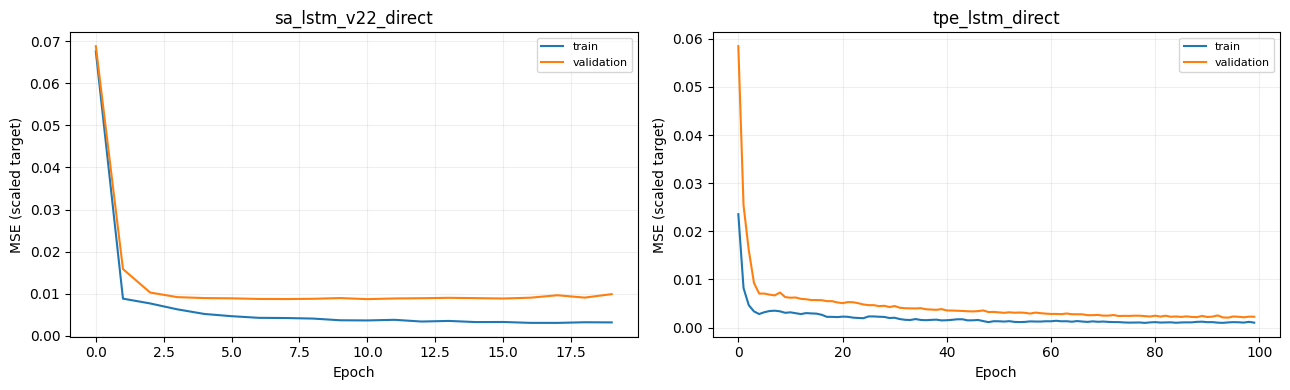 sa_lstm_v22_direct
MSE (scaled target)
0.07
0.06
0.05
0.04
0.03
0.02
0.01
0.00
0.0 2.5 5.0 7.5 10.0 12.5 15.0 17.5
Epoch
train
validation
tpe_lstm_direct
MSE (scaled target)
0.06
0.05
0.04
0.03
0.02
0.01
0.00
0 20 40 60 80 100
Epoch
train
validation